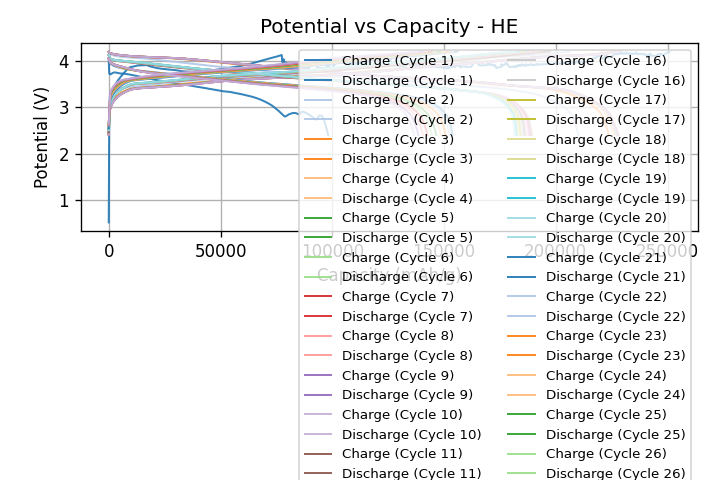 Potential vs Capacity - HE
Potential (V)
4
3
2
1
0
50000
100000
150000
200000
250000
Capacity (mAh/g)
Charge (Cycle 1)
Discharge (Cycle 1)
Charge (Cycle 2)
Discharge (Cycle 2)
Charge (Cycle 3)
Discharge (Cycle 3)
Charge (Cycle 4)
Discharge (Cycle 4)
Charge (Cycle 5)
Discharge (Cycle 5)
Charge (Cycle 6)
Discharge (Cycle 6)
Charge (Cycle 7)
Discharge (Cycle 7)
Charge (Cycle 8)
Discharge (Cycle 8)
Charge (Cycle 9)
Discharge (Cycle 9)
Charge (Cycle 10)
Discharge (Cycle 10)
Charge (Cycle 11)
Discharge (Cycle 11)
Charge (Cycle 16)
Discharge (Cycle 16)
Charge (Cycle 17)
Discharge (Cycle 17)
Charge (Cycle 18)
Discharge (Cycle 18)
Charge (Cycle 19)
Discharge (Cycle 19)
Charge (Cycle 20)
Discharge (Cycle 20)
Charge (Cycle 21)
Discharge (Cycle 21)
Charge (Cycle 22)
Discharge (Cycle 22)
Charge (Cycle 23)
Discharge (Cycle 23)
Charge (Cycle 24)
Discharge (Cycle 24)
Charge (Cycle 25)
Discharge (Cycle 25)
Charge (Cycle 26)
Discharge (Cycle 26)